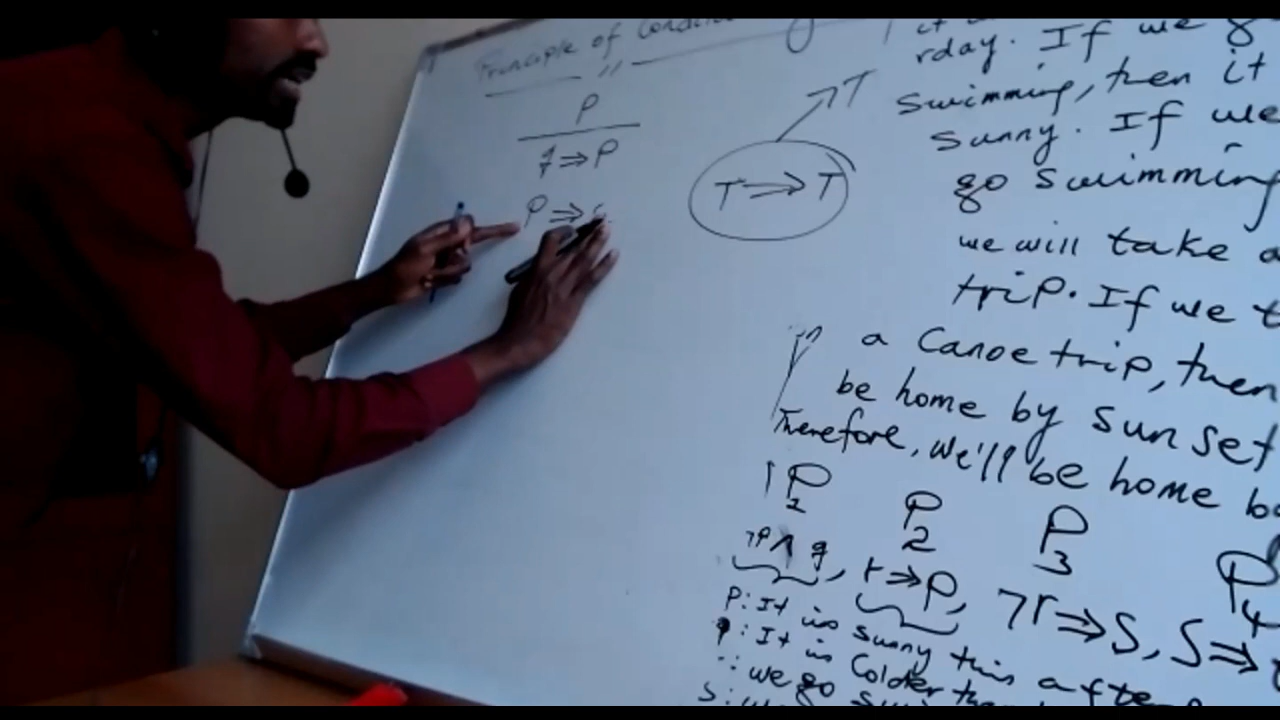 Principle of
P
q ⇒ P
P ⇒
T ⇒ T
T
rday. If we g
swimming, then it
sunny. If we
go swimming
we will take a
trip. If we t
a Canoe trip, then
be home by sunset
Therefore, we'll be home b
P1 P2 P3 P4
¬P ∧ q, r ⇒ P, ¬r ⇒ S, S ⇒
P: It is sunny this after
q: It is Colder than
we go
S: w